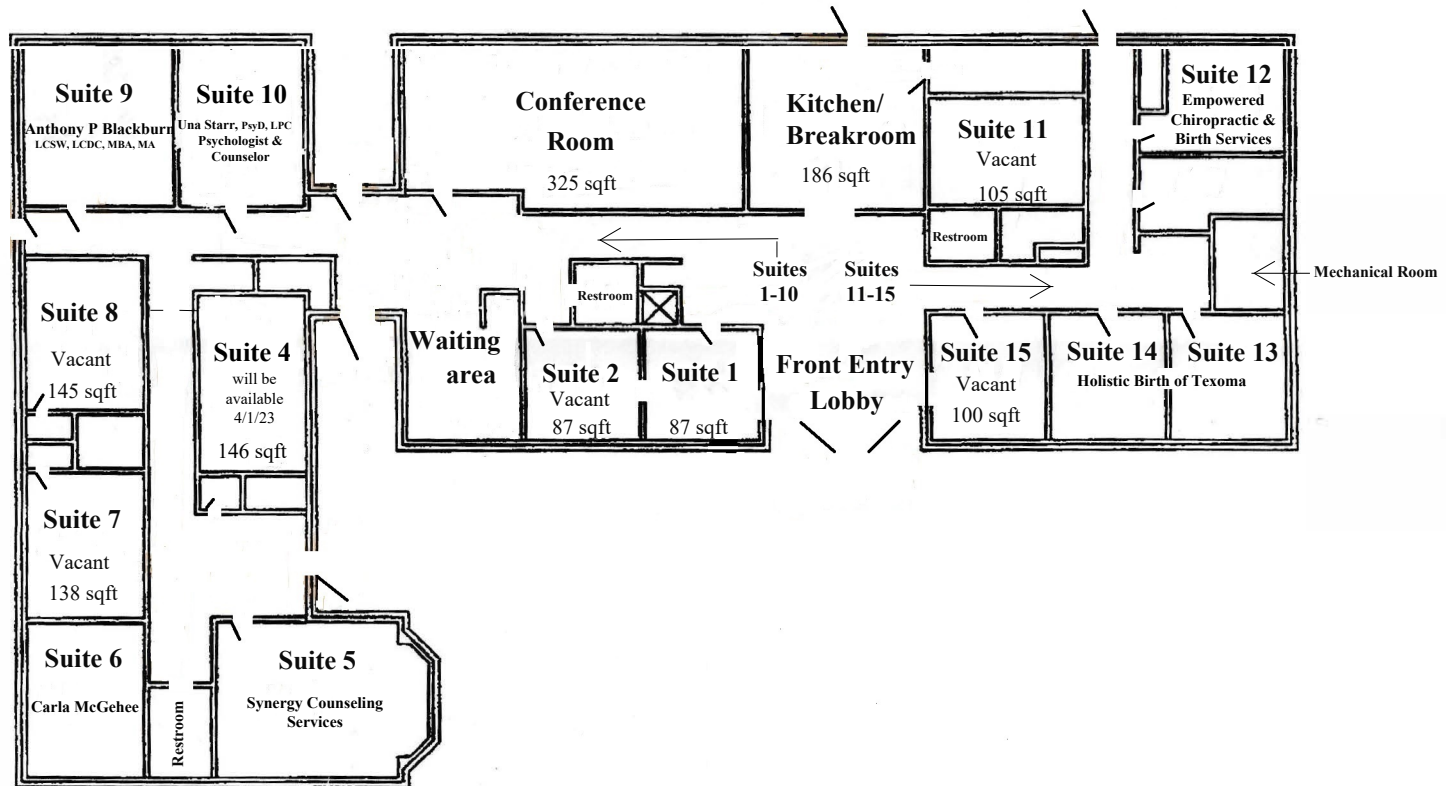 Suite 9
Anthony P Blackburn
LCSW, LCDC, MBA, MA
Suite 10
Una Starr, PsyD, LPC
Psychologist &
Counselor
Conference
Room
325 sqft
Kitchen/
Breakroom
186 sqft
Suite 11
Vacant
105 sqft
Suite 12
Empowered
Chiropractic &
Birth Services
Restroom
Suites
1-10
Suites
11-15
Mechanical Room
Suite 8
Vacant
145 sqft
Suite 4
will be
available
4/1/23
146 sqft
Waiting
area
Restroom
Suite 2
Vacant
87 sqft
Suite 1
87 sqft
Front Entry
Lobby
Suite 15
Vacant
100 sqft
Suite 14
Suite 13
Holistic Birth of Texoma
Suite 7
Vacant
138 sqft
Suite 6
Carla McGehee
Restroom
Suite 5
Synergy Counseling
Services